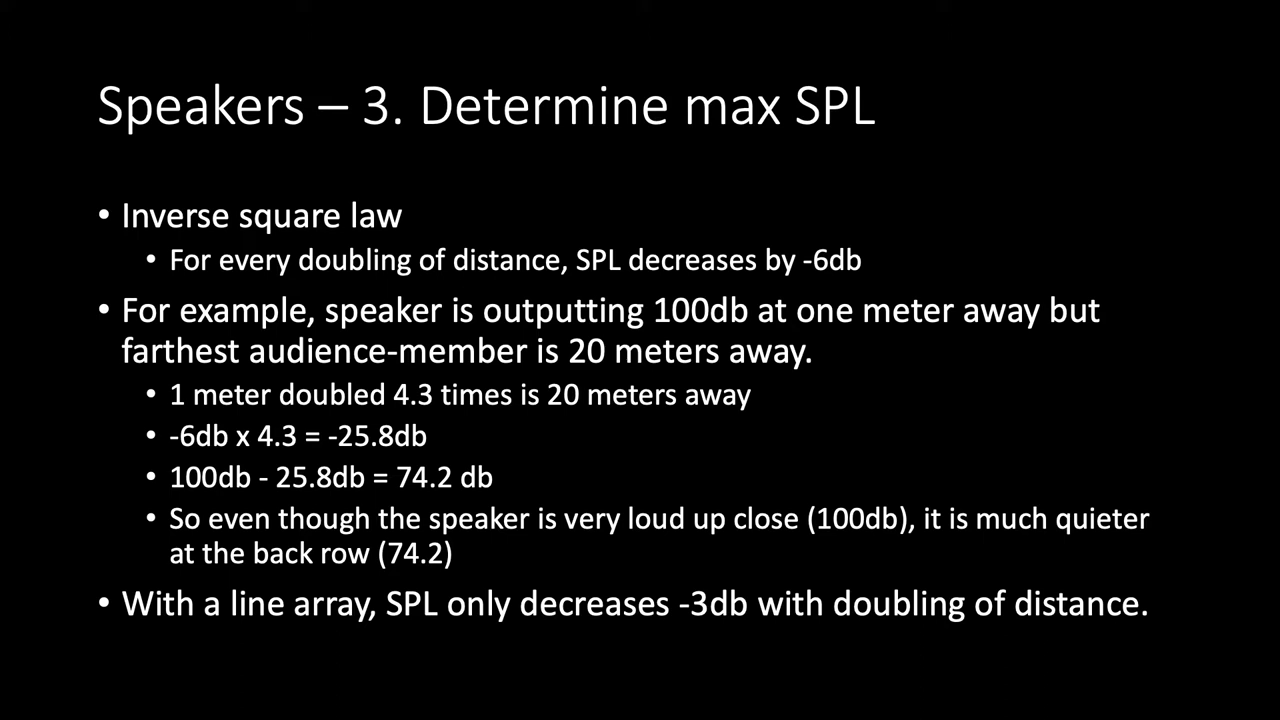 Speakers – 3. Determine max SPL
• Inverse square law
• For every doubling of distance, SPL decreases by -6db
• For example, speaker is outputting 100db at one meter away but
farthest audience-member is 20 meters away.
• 1 meter doubled 4.3 times is 20 meters away
• -6db x 4.3 = -25.8db
• 100db - 25.8db = 74.2 db
• So even though the speaker is very loud up close (100db), it is much quieter
at the back row (74.2)
• With a line array, SPL only decreases -3db with doubling of distance.